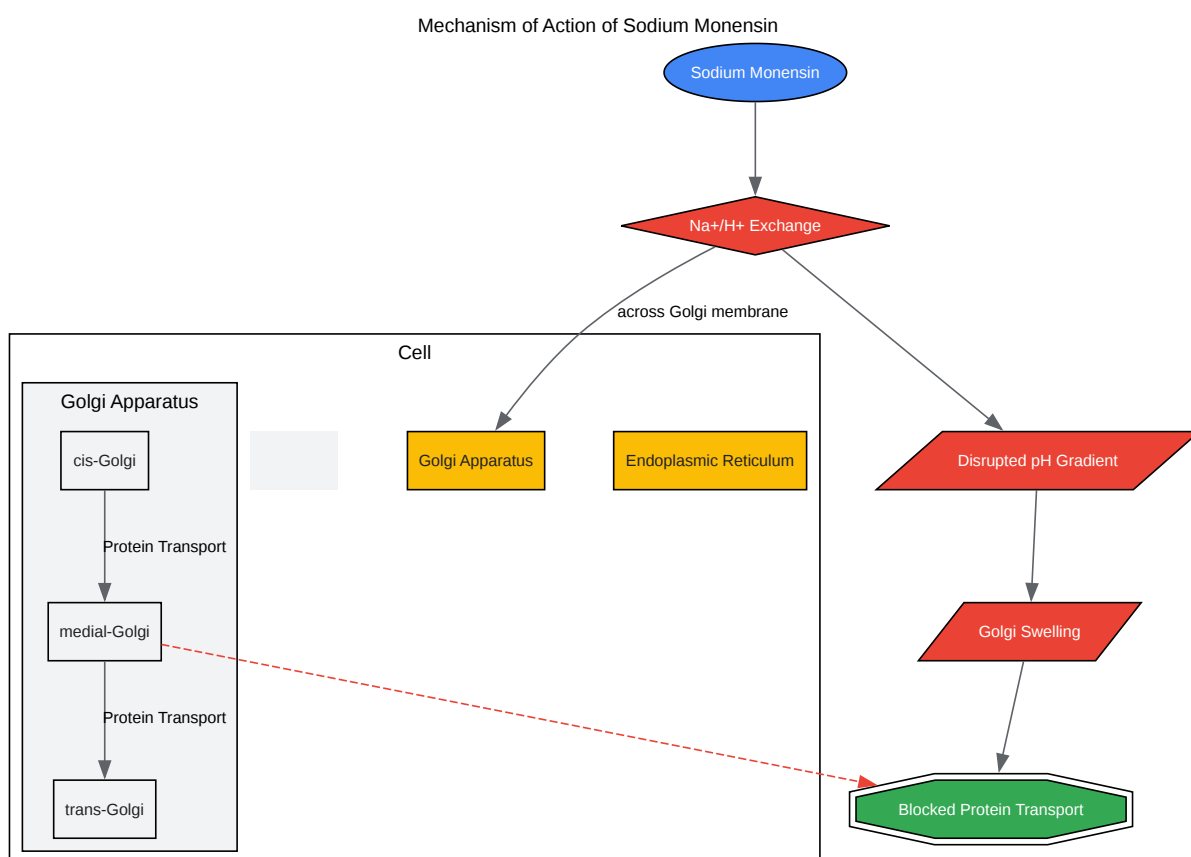 Mechanism of Action of Sodium Monensin
Sodium Monensin
Na+/H+ Exchange
across Golgi membrane
Cell
Golgi Apparatus
cis-Golgi
Golgi Apparatus
Endoplasmic Reticulum
Disrupted pH Gradient
Protein Transport
medial-Golgi
Golgi Swelling
Protein Transport
trans-Golgi
Blocked Protein Transport